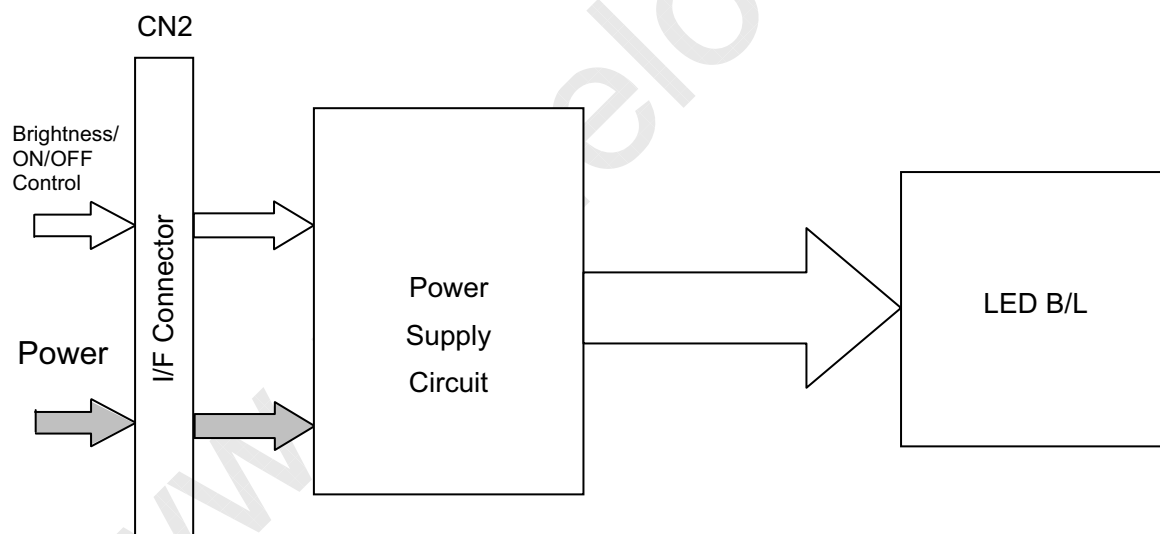 CN2
Brightness/
ON/OFF
Control
I/F Connector
Power
Power
Supply
Circuit
LED B/L